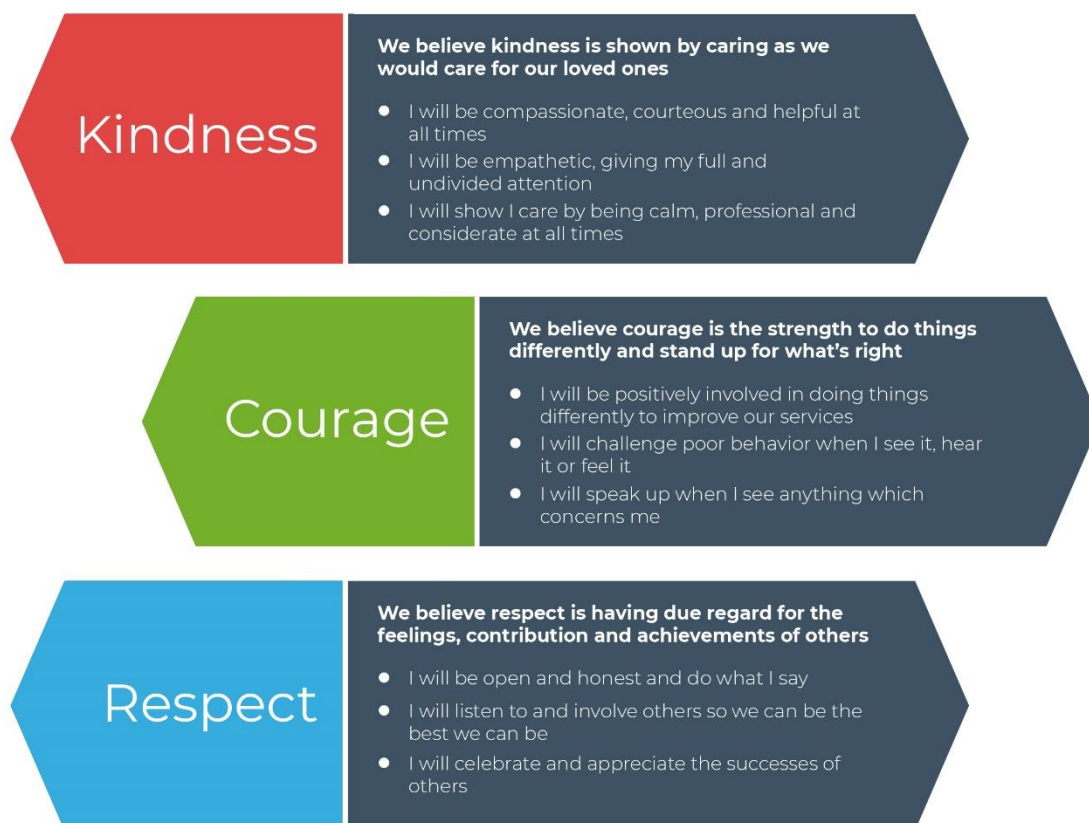 Kindness
We believe kindness is shown by caring as we
would care for our loved ones
● I will be compassionate, courteous and helpful at
all times
● I will be empathetic, giving my full and
undivided attention
● I will show I care by being calm, professional and
considerate at all times
Courage
We believe courage is the strength to do things
differently and stand up for what’s right
● I will be positively involved in doing things
differently to improve our services
● I will challenge poor behavior when I see it, hear
it or feel it
● I will speak up when I see anything which
concerns me
Respect
We believe respect is having due regard for the
feelings, contribution and achievements of others
● I will be open and honest and do what I say
● I will listen to and involve others so we can be the
best we can be
● I will celebrate and appreciate the successes of
others